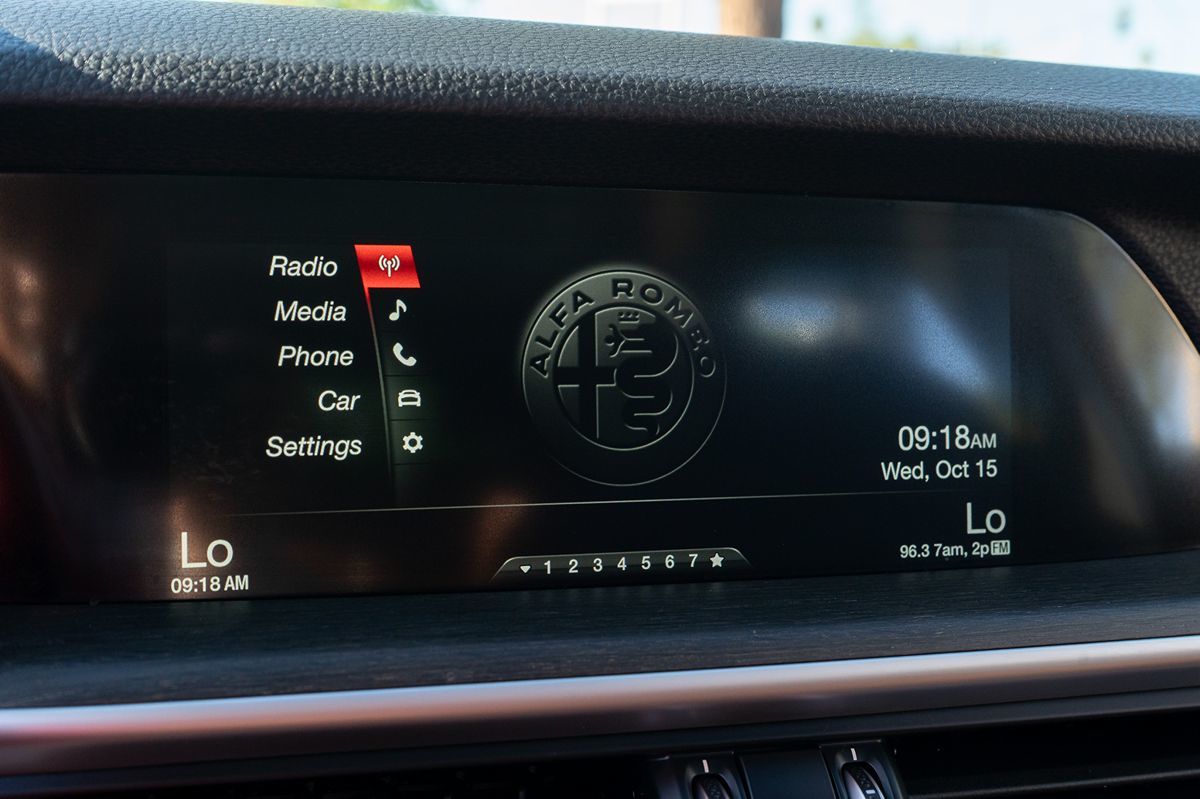 Radio
Media
Phone
Car
Settings
ALFA ROMEO
09:18AM
Wed, Oct 15
Lo
09:18 AM
1 2 3 4 5 6 7
Lo
96.3 7am, 2p FM